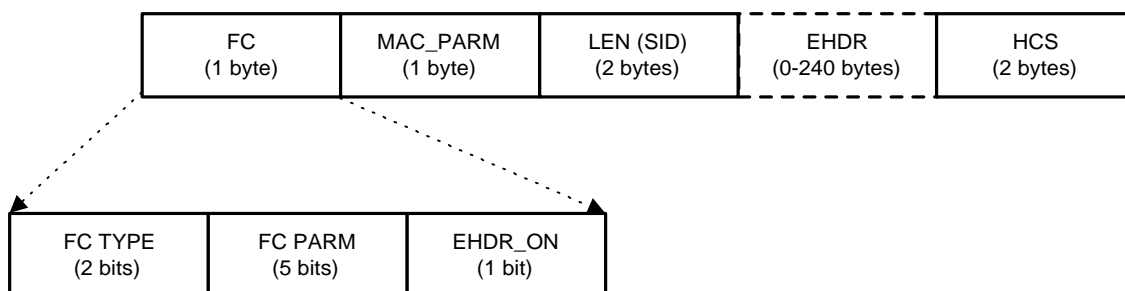 FC
(1 byte)
MAC_PARM
(1 byte)
LEN (SID)
(2 bytes)
EHDR
(0-240 bytes)
HCS
(2 bytes)
FC TYPE
(2 bits)
FC PARM
(5 bits)
EHDR_ON
(1 bit)